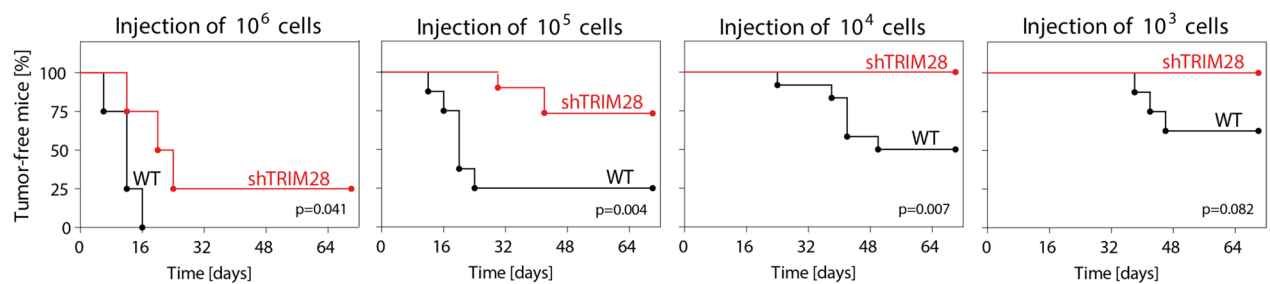 Injection of 10⁶ cells
Injection of 10⁵ cells
Injection of 10⁴ cells
Injection of 10³ cells
Tumor-free mice [%]
100
75
50
25
0
WT
shTRIM28
p=0.041
0 16 32 48 64
Time [days]
shTRIM28
WT
p=0.004
0 16 32 48 64
Time [days]
shTRIM28
WT
p=0.007
0 16 32 48 64
Time [days]
shTRIM28
WT
p=0.082
0 16 32 48 64
Time [days]